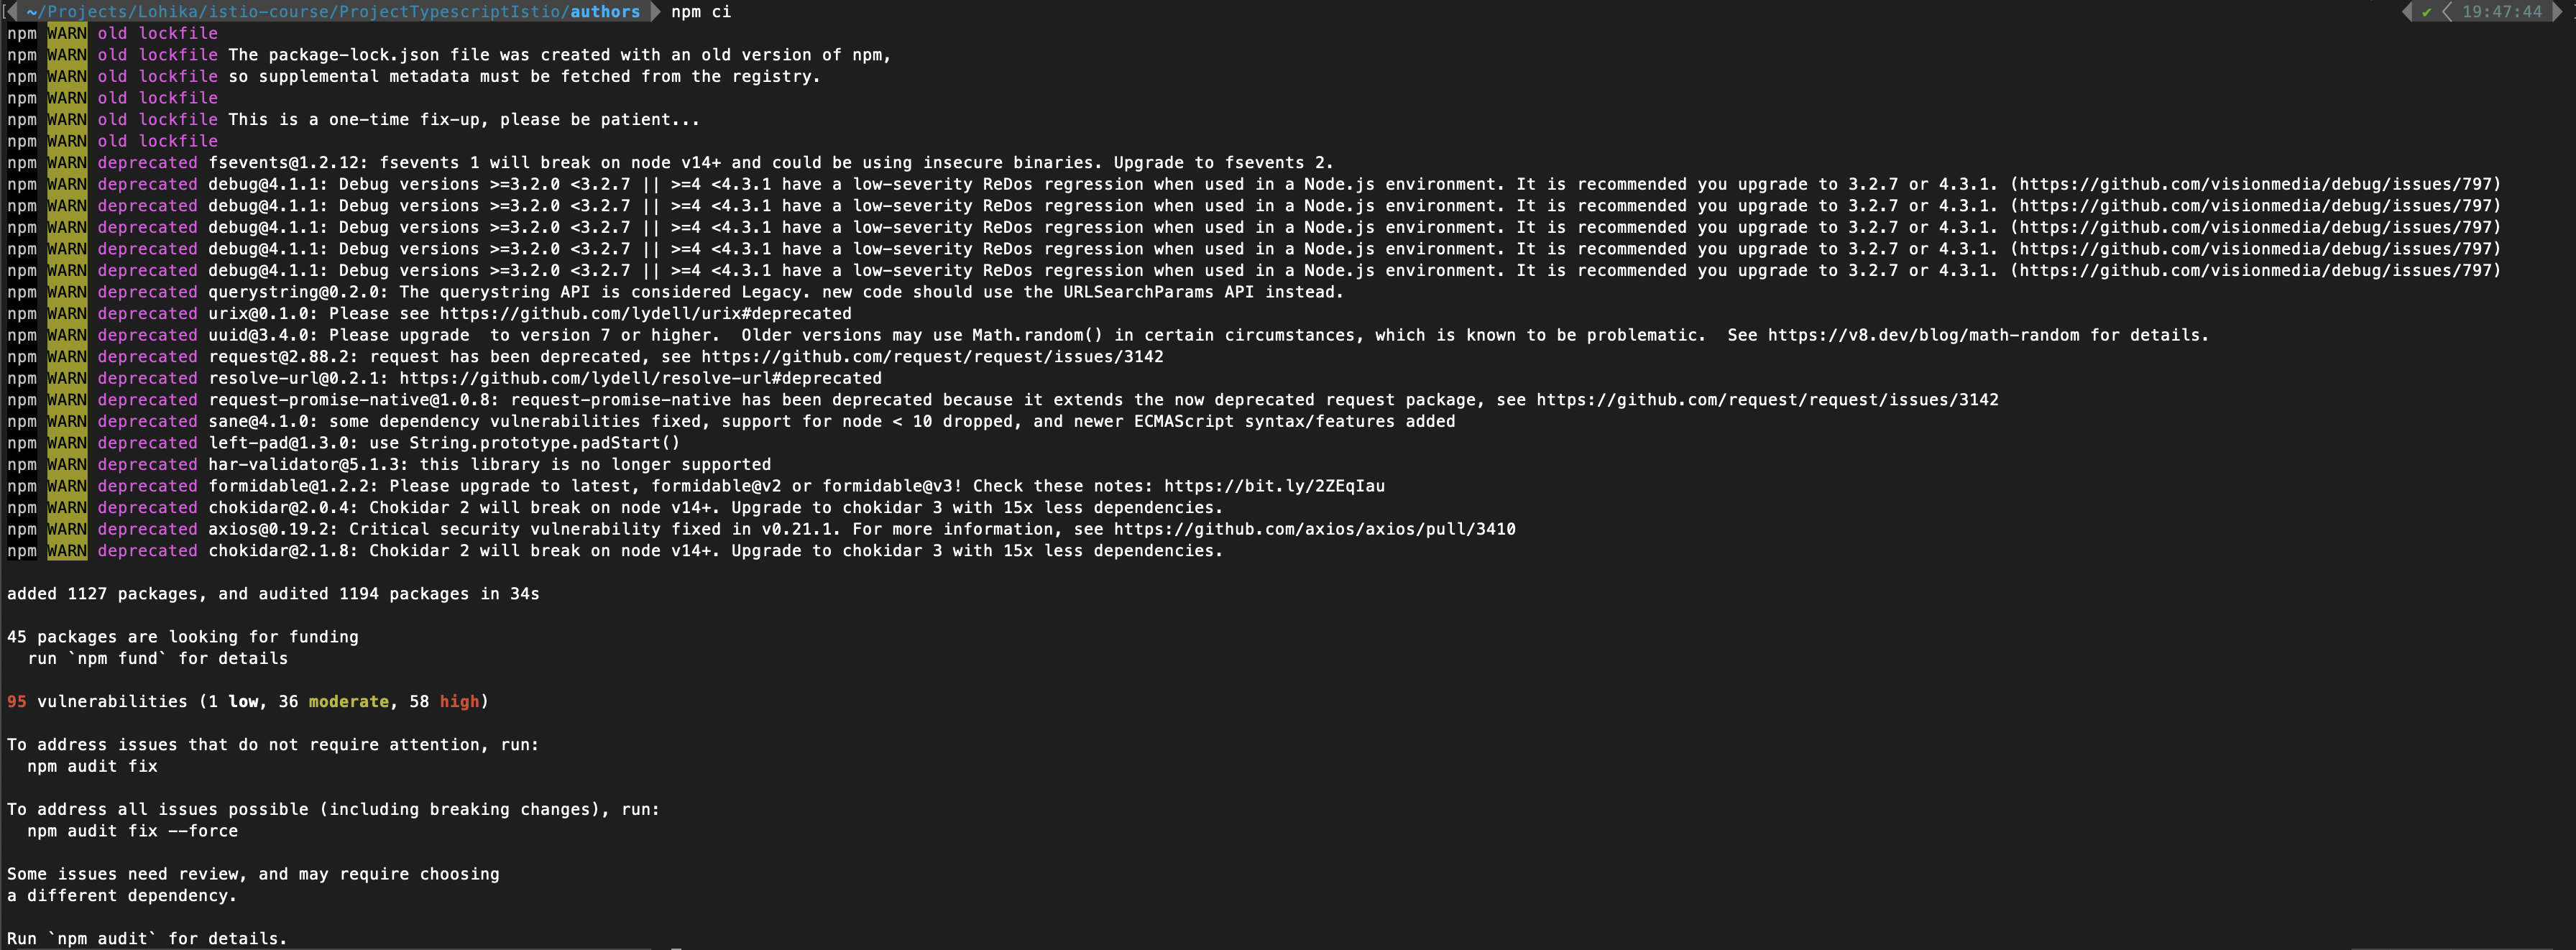 ~/Projects/Lohika/istio-course/ProjectTypescriptIstio/authors npm ci ✔ 19:47:44
npm WARN old lockfile
npm WARN old lockfile The package-lock.json file was created with an old version of npm,
npm WARN old lockfile so supplemental metadata must be fetched from the registry.
npm WARN old lockfile
npm WARN old lockfile This is a one-time fix-up, please be patient...
npm WARN old lockfile
npm WARN deprecated fsevents@1.2.12: fsevents 1 will break on node v14+ and could be using insecure binaries. Upgrade to fsevents 2.
npm WARN deprecated debug@4.1.1: Debug versions >=3.2.0 <3.2.7 || >=4 <4.3.1 have a low-severity ReDos regression when used in a Node.js environment. It is recommended you upgrade to 3.2.7 or 4.3.1. (https://github.com/visionmedia/debug/issues/797)
npm WARN deprecated debug@4.1.1: Debug versions >=3.2.0 <3.2.7 || >=4 <4.3.1 have a low-severity ReDos regression when used in a Node.js environment. It is recommended you upgrade to 3.2.7 or 4.3.1. (https://github.com/visionmedia/debug/issues/797)
npm WARN deprecated debug@4.1.1: Debug versions >=3.2.0 <3.2.7 || >=4 <4.3.1 have a low-severity ReDos regression when used in a Node.js environment. It is recommended you upgrade to 3.2.7 or 4.3.1. (https://github.com/visionmedia/debug/issues/797)
npm WARN deprecated debug@4.1.1: Debug versions >=3.2.0 <3.2.7 || >=4 <4.3.1 have a low-severity ReDos regression when used in a Node.js environment. It is recommended you upgrade to 3.2.7 or 4.3.1. (https://github.com/visionmedia/debug/issues/797)
npm WARN deprecated debug@4.1.1: Debug versions >=3.2.0 <3.2.7 || >=4 <4.3.1 have a low-severity ReDos regression when used in a Node.js environment. It is recommended you upgrade to 3.2.7 or 4.3.1. (https://github.com/visionmedia/debug/issues/797)
npm WARN deprecated querystring@0.2.0: The querystring API is considered Legacy. new code should use the URLSearchParams API instead.
npm WARN deprecated urix@0.1.0: Please see https://github.com/lydell/urix#deprecated
npm WARN deprecated uuid@3.4.0: Please upgrade  to version 7 or higher.  Older versions may use Math.random() in certain circumstances, which is known to be problematic.  See https://v8.dev/blog/math-random for details.
npm WARN deprecated request@2.88.2: request has been deprecated, see https://github.com/request/request/issues/3142
npm WARN deprecated resolve-url@0.2.1: https://github.com/lydell/resolve-url#deprecated
npm WARN deprecated request-promise-native@1.0.8: request-promise-native has been deprecated because it extends the now deprecated request package, see https://github.com/request/request/issues/3142
npm WARN deprecated sane@4.1.0: some dependency vulnerabilities fixed, support for node < 10 dropped, and newer ECMAScript syntax/features added
npm WARN deprecated left-pad@1.3.0: use String.prototype.padStart()
npm WARN deprecated har-validator@5.1.3: this library is no longer supported
npm WARN deprecated formidable@1.2.2: Please upgrade to latest, formidable@v2 or formidable@v3! Check these notes: https://bit.ly/2ZEqIau
npm WARN deprecated chokidar@2.0.4: Chokidar 2 will break on node v14+. Upgrade to chokidar 3 with 15x less dependencies.
npm WARN deprecated axios@0.19.2: Critical security vulnerability fixed in v0.21.1. For more information, see https://github.com/axios/axios/pull/3410
npm WARN deprecated chokidar@2.1.8: Chokidar 2 will break on node v14+. Upgrade to chokidar 3 with 15x less dependencies.
added 1127 packages, and audited 1194 packages in 34s
45 packages are looking for funding
run `npm fund` for details
95 vulnerabilities (1 low, 36 moderate, 58 high)
To address issues that do not require attention, run:
npm audit fix
To address all issues possible (including breaking changes), run:
npm audit fix --force
Some issues need review, and may require choosing
a different dependency.
Run `npm audit` for details.